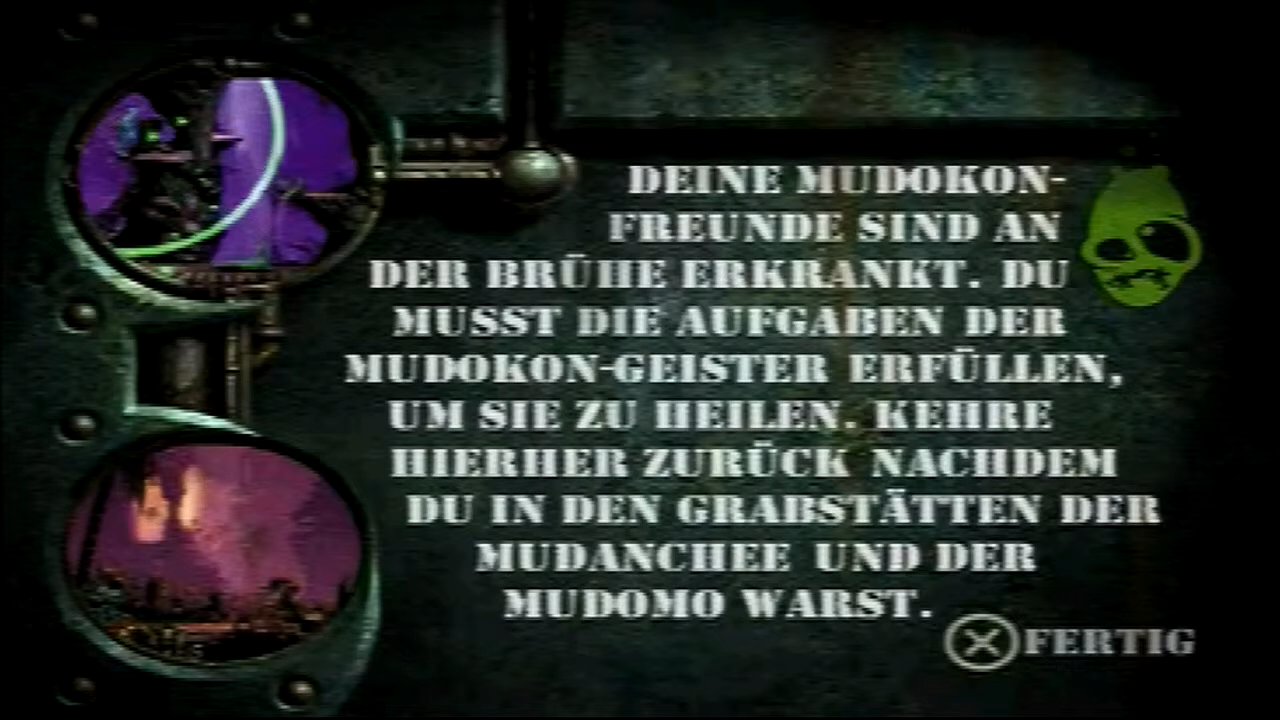 DEINE MUDOKON-
FREUNDE SIND AN
DER BRÜHE ERKRANKT. DU
MUSST DIE AUFGABEN DER
MUDOKON-GEISTER ERFÜLLEN,
UM SIE ZU HEILEN. KEHRE
HIERHER ZURÜCK NACHDEM
DU IN DEN GRABSTÄTTEN DER
MUDANCHEE UND DER
MUDOMO WARST.
FERTIG